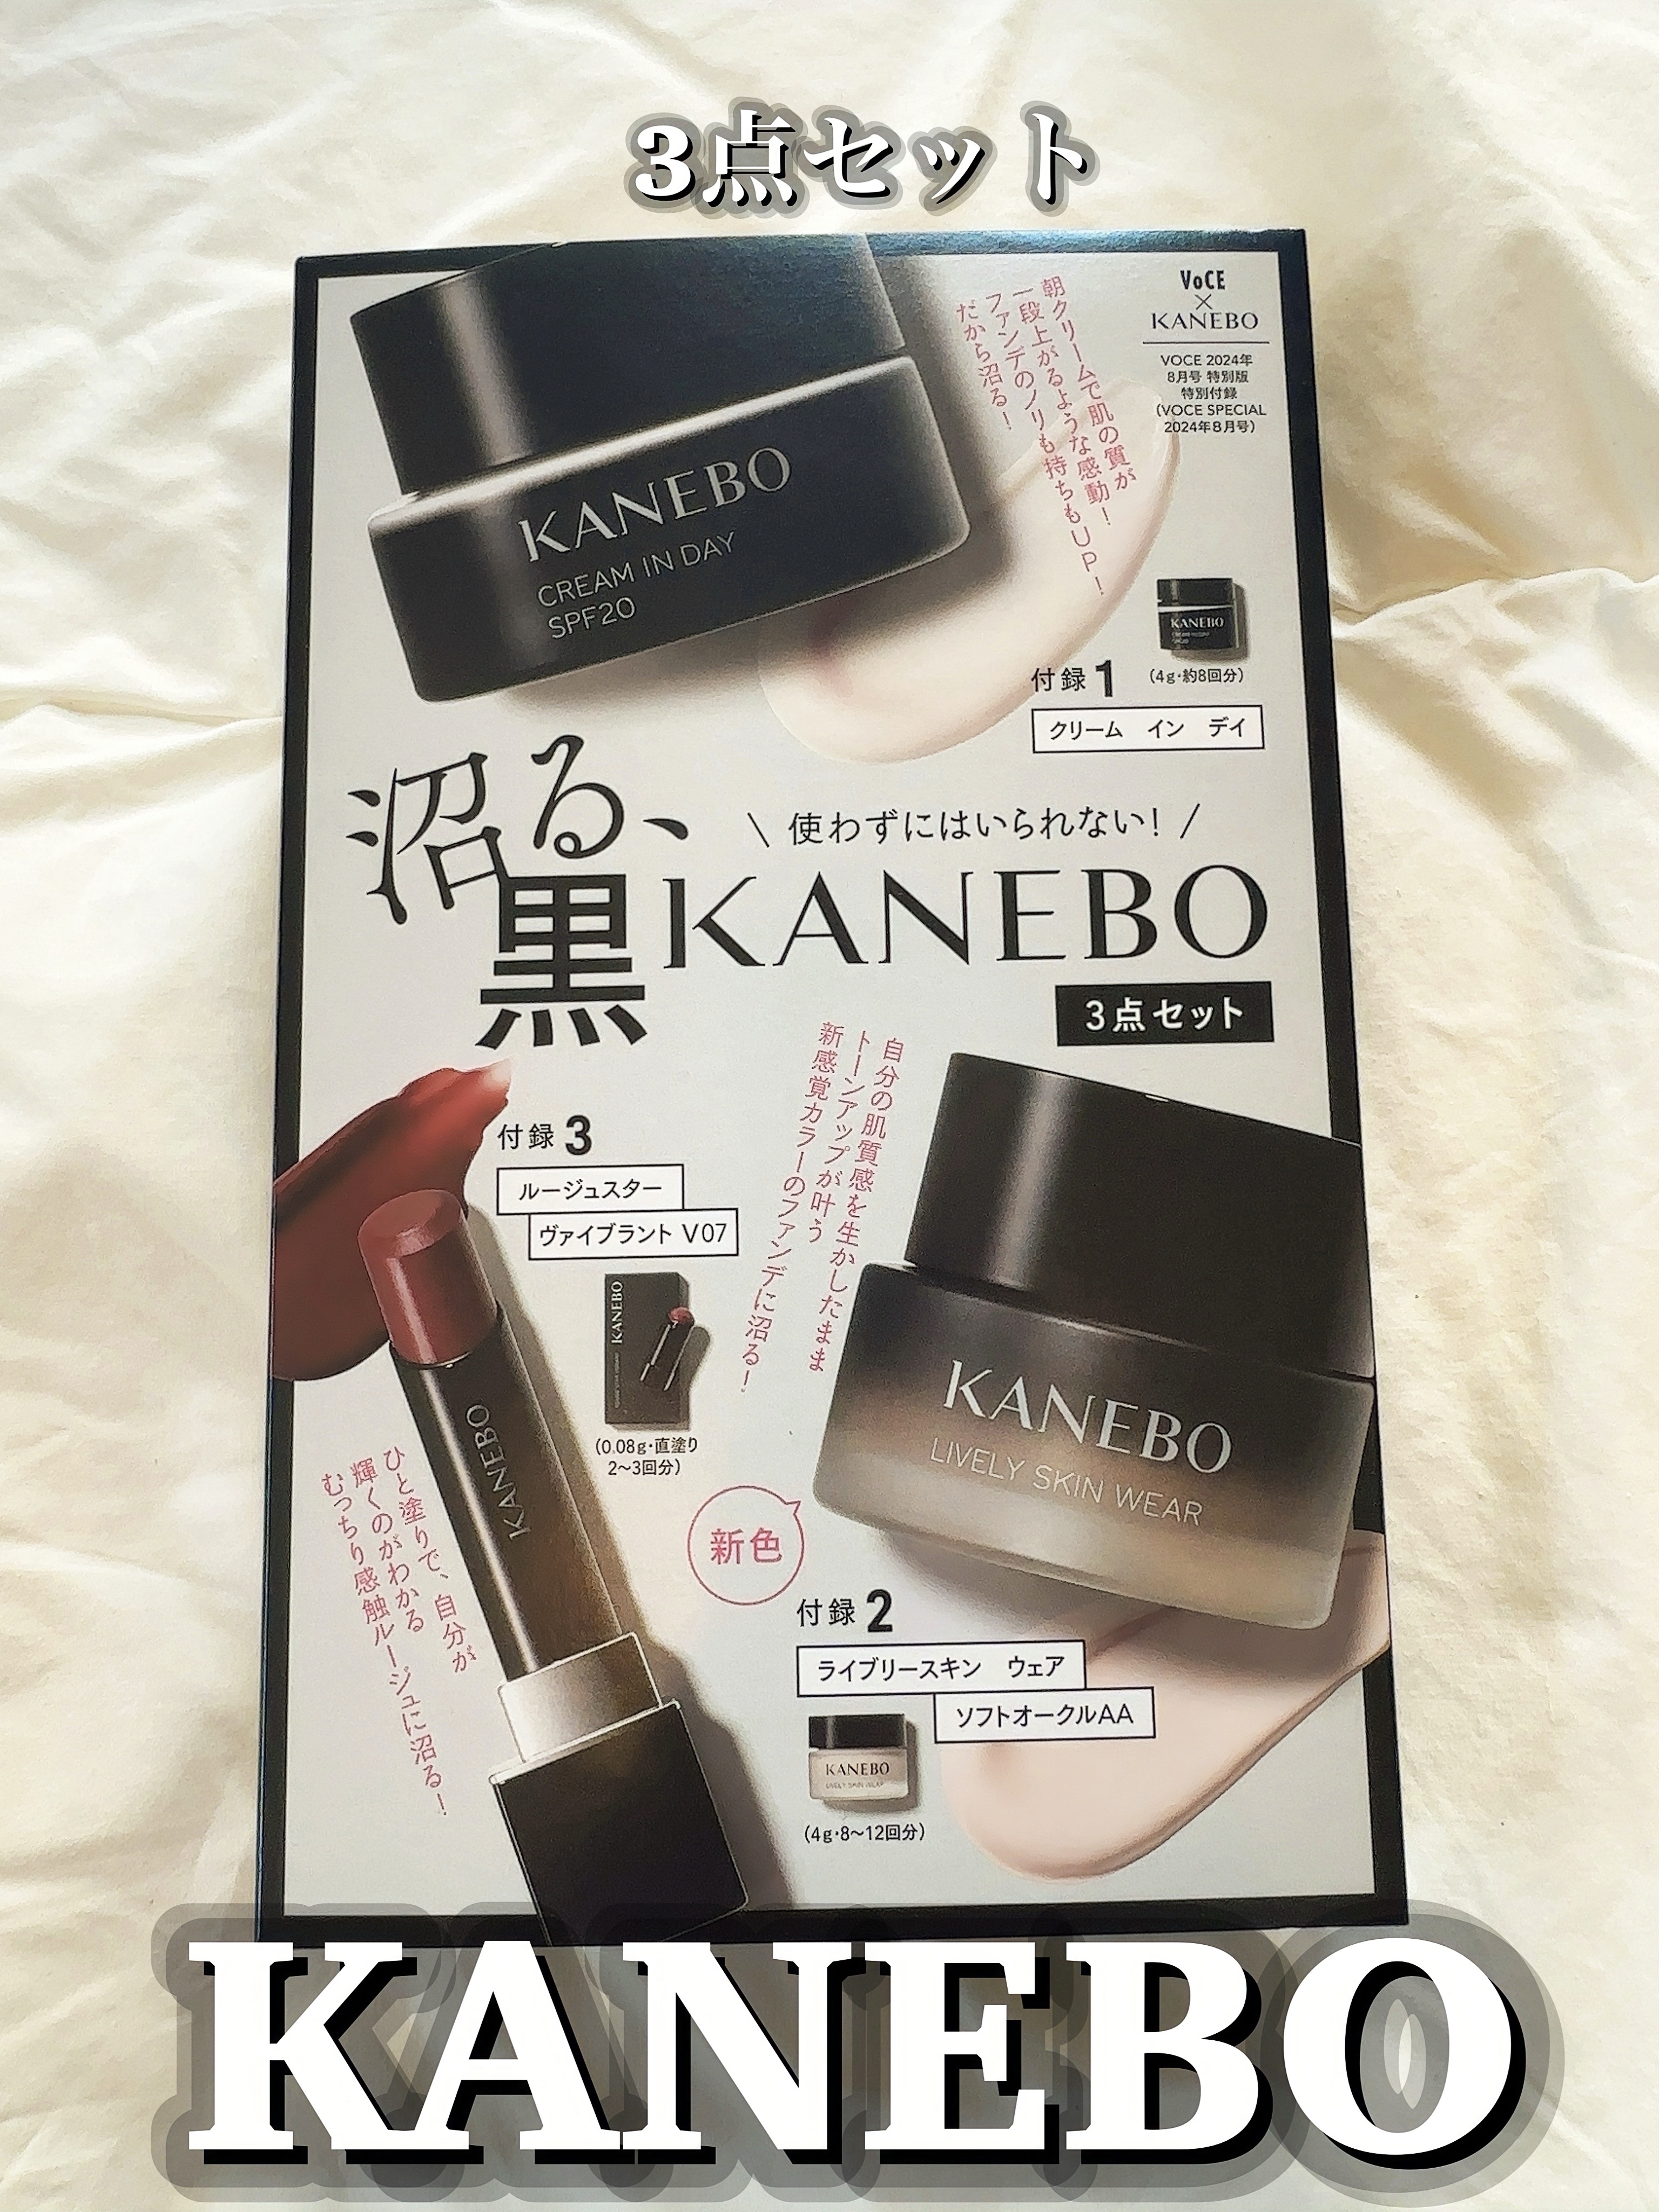 3点セット
VoCE
×
KANEBO
VOCE 2024年
8月号 特別版
特別付録
(VOCE SPECIAL
2024年8月号)
朝クリームで肌の質が
一段上がるような感動!
ファンデのノリも持ちもUP!
だから沼る!
KANEBO
CREAM IN DAY
SPF20
KANEBO
付録1
(4g・約8回分)
クリーム イン デイ
沼る、
黒
\ 使わずにはいられない! /
KANEBO
3点セット
自分の肌質感を生かしたまま
トーンアップが叶う
新感覚カラーのファンデに沼る!
付録3
ルージュスター
ヴァイブラント V07
KANEBO
(0.08g・直塗り
2〜3回分)
KANEBO
ひと塗りで、自分が
輝くのがわかる
むっちり感触ルージュに沼る!
KANEBO
LIVELY SKIN WEAR
新色
付録2
ライブリースキン ウェア
ソフトオークルAA
KANEBO
LIVELY SKIN WEAR
(4g・8〜12回分)
KANEBO